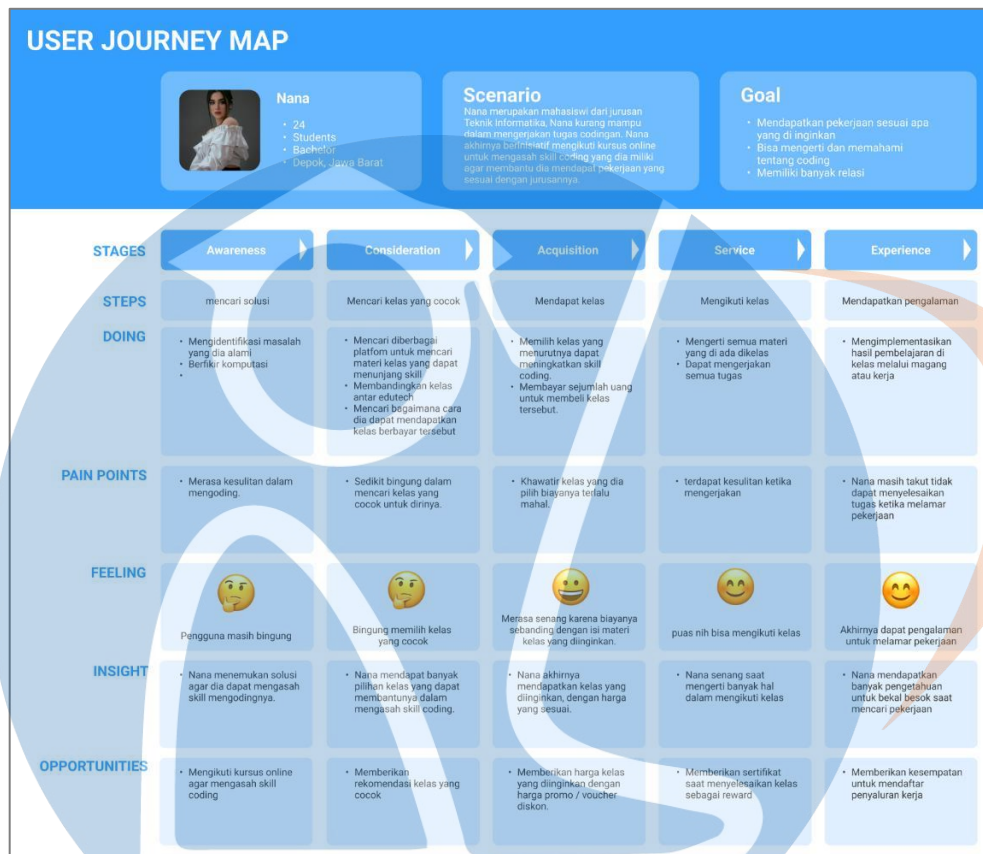 USER JOURNEY MAP
Nana
• 24
• Students
• Bachelor
• Depok, Jawa Barat
Scenario
Nana merupakan mahasiswi dari jurusan
Teknik Informatika, Nana kurang mampu
dalam mengerjakan tugas codingan. Nana
akhirnya berinisiatif mengikuti kursus online
untuk mengasah skill coding yang dia miliki
agar membantu dia mendapat pekerjaan yang
sesuai dengan jurusannya.
Goal
• Mendapatkan pekerjaan sesuai apa
yang di inginkan
• Bisa mengerti dan memahami
tentang coding
• Memiliki banyak relasi
STAGES
Awareness
Consideration
Acquisition
Service
Experience
STEPS
mencari solusi
Mencari kelas yang cocok
Mendapat kelas
Mengikuti kelas
Mendapatkan pengalaman
DOING
• Mengidentifikasi masalah
yang dia alami
• Berfikir komputasi
•
• Mencari diberbagai
platfom untuk mencari
materi kelas yang dapat
menunjang skill
• Membandingkan kelas
antar edutech
• Mencari bagaimana cara
dia dapat mendapatkan
kelas berbayar tersebut
• Memilih kelas yang
menurutnya dapat
meningkatkan skill
coding.
• Membayar sejumlah uang
untuk membeli kelas
tersebut.
• Mengerti semua materi
yang di ada dikelas
• Dapat mengerjakan
semua tugas
• Mengimplementasikan
hasil pembelajaran di
kelas melalui magang
atau kerja
PAIN POINTS
• Merasa kesulitan dalam
mengoding.
• Sedikit bingung dalam
mencari kelas yang
cocok untuk dirinya.
• Khawatir kelas yang dia
pilih biayanya terlalu
mahal.
• terdapat kesulitan ketika
mengerjakan
• Nana masih takut tidak
dapat menyelesaikan
tugas ketika melamar
pekerjaan
FEELING
Pengguna masih bingung
Bingung memilih kelas
yang cocok
Merasa senang karena biayanya
sebanding dengan isi materi
kelas yang diinginkan.
puas nih bisa mengikuti kelas
Akhirnya dapat pengalaman
untuk melamar pekerjaan
INSIGHT
• Nana menemukan solusi
agar dia dapat mengasah
skill mengodingnya.
• Nana mendapat banyak
pilihan kelas yang dapat
membantunya dalam
mengasah skill coding.
• Nana akhirnya
mendapatkan kelas yang
diinginkan, dengan harga
yang sesuai.
• Nana senang saat
mengerti banyak hal
dalam mengikuti kelas
• Nana mendapatkan
banyak pengetahuan
untuk bekal besok saat
mencari pekerjaan
OPPORTUNITIES
• Mengikuti kursus online
agar mengasah skill
coding
• Memberikan
rekomendasi kelas yang
cocok
• Memberikan harga kelas
yang diinginkan dengan
harga promo / voucher
diskon.
• Memberikan sertifikat
saat menyelesaikan kelas
sebagai reward
• Memberikan kesempatan
untuk mendaftar
penyaluran kerja